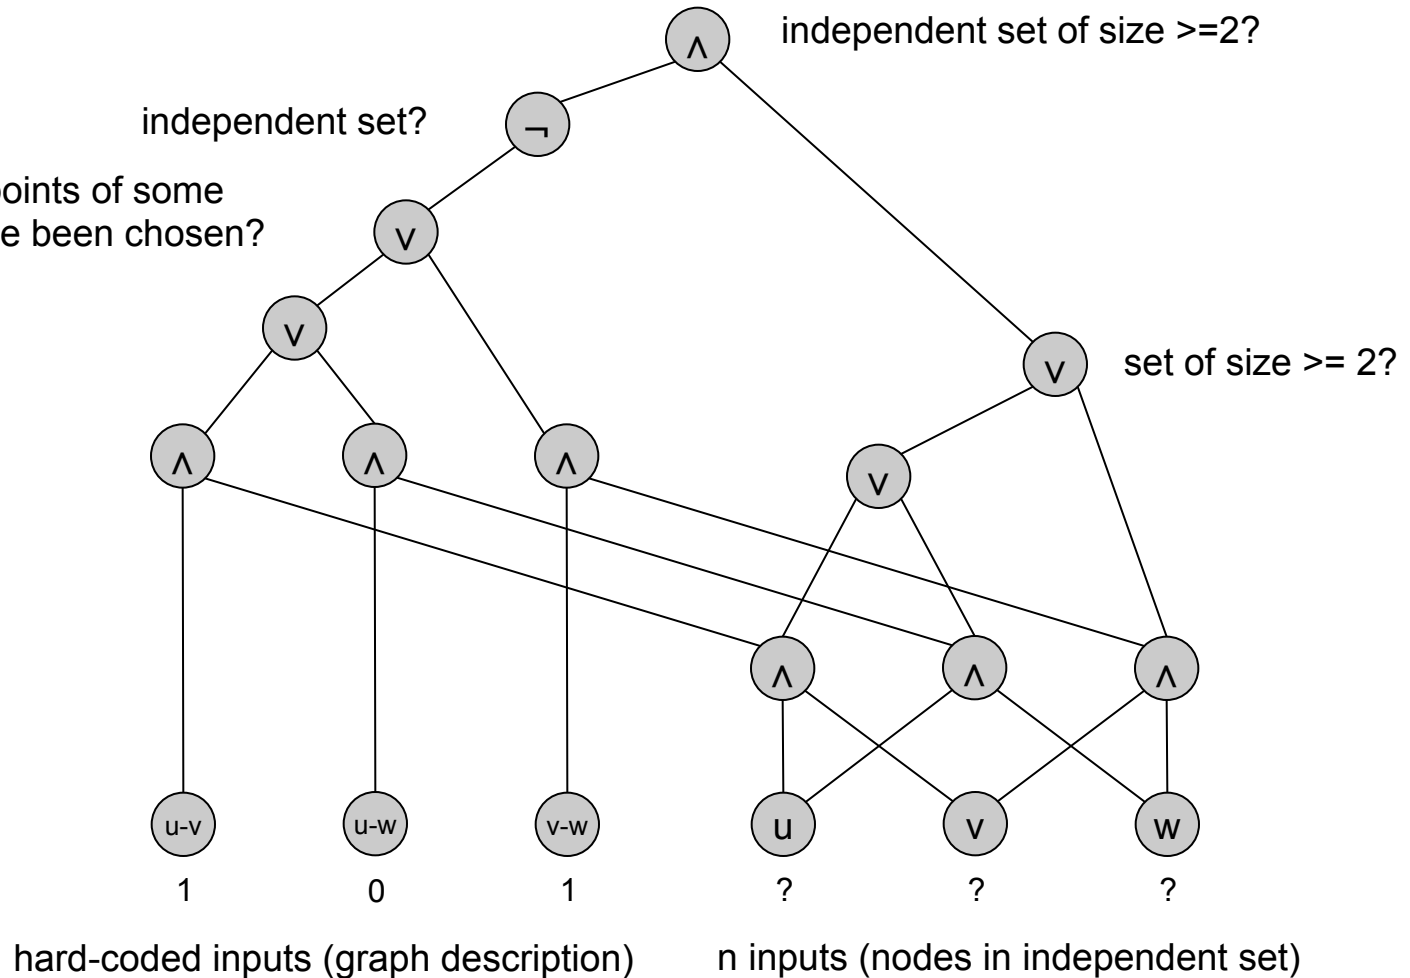 ∧
independent set of size >=2?
independent set?
¬
points of some
been chosen?
∨
∨
∨
set of size >= 2?
∧
∧
∧
∨
∧
∧
∧
u-v
u-w
v-w
u
v
w
1
0
1
?
?
?
hard-coded inputs (graph description)
n inputs (nodes in independent set)